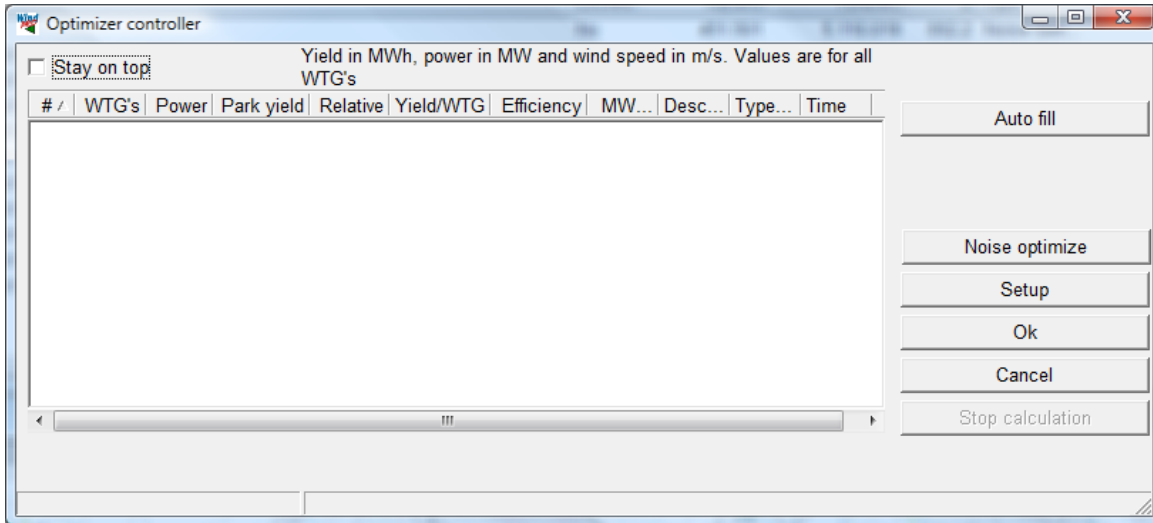 Optimizer controller
Stay on top
Yield in MWh, power in MW and wind speed in m/s. Values are for all
WTG's
# WTG's Power Park yield Relative Yield/WTG Efficiency MW... Desc... Type... Time
Auto fill
Noise optimize
Setup
Ok
Cancel
Stop calculation